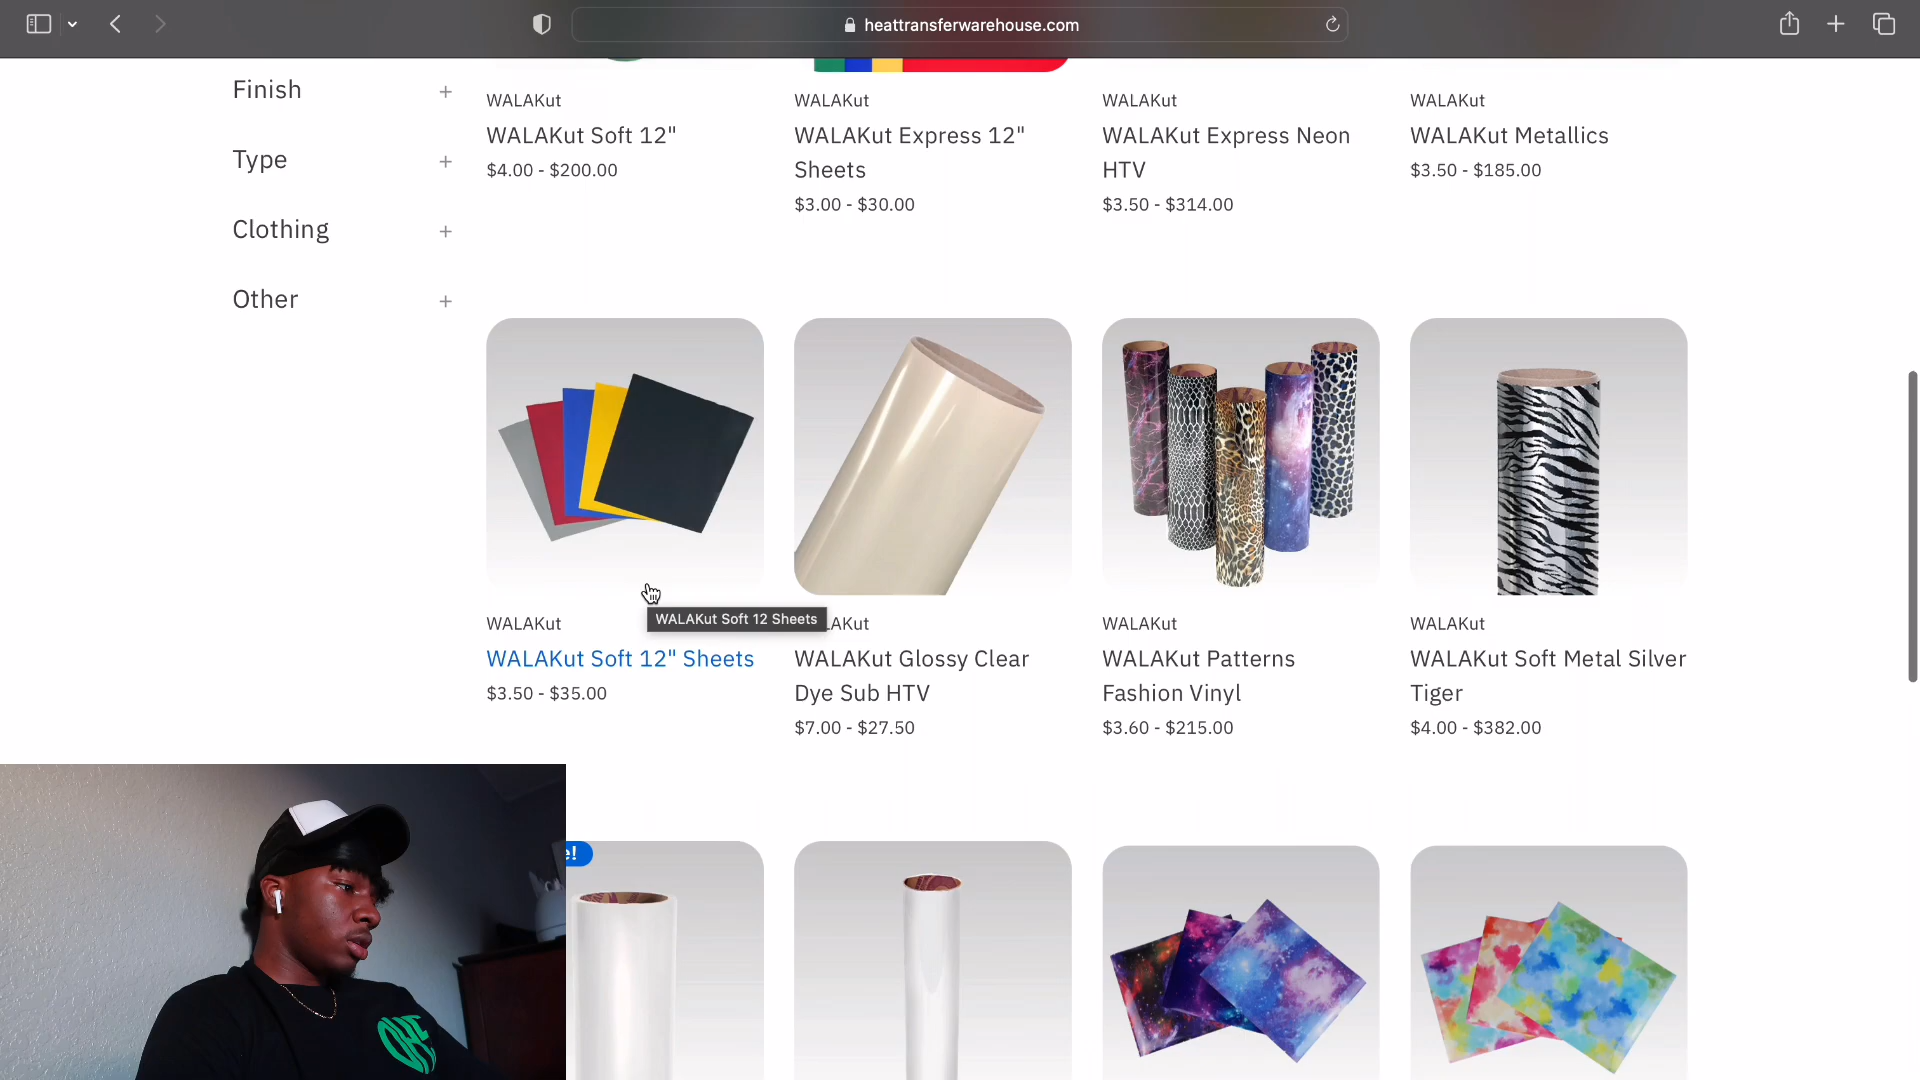 heattransferwarehouse.com
Finish
Type
Clothing
Other
WALAKut
WALAKut Soft 12"
$4.00 - $200.00
WALAKut
WALAKut Express 12"
Sheets
$3.00 - $30.00
WALAKut
WALAKut Express Neon
HTV
$3.50 - $314.00
WALAKut
WALAKut Metallics
$3.50 - $185.00
WALAKut
WALAKut Soft 12" Sheets
$3.50 - $35.00
WALAKut Soft 12 Sheets
LAKut
WALAKut Glossy Clear
Dye Sub HTV
$7.00 - $27.50
WALAKut
WALAKut Patterns
Fashion Vinyl
$3.60 - $215.00
WALAKut
WALAKut Soft Metal Silver
Tiger
$4.00 - $382.00